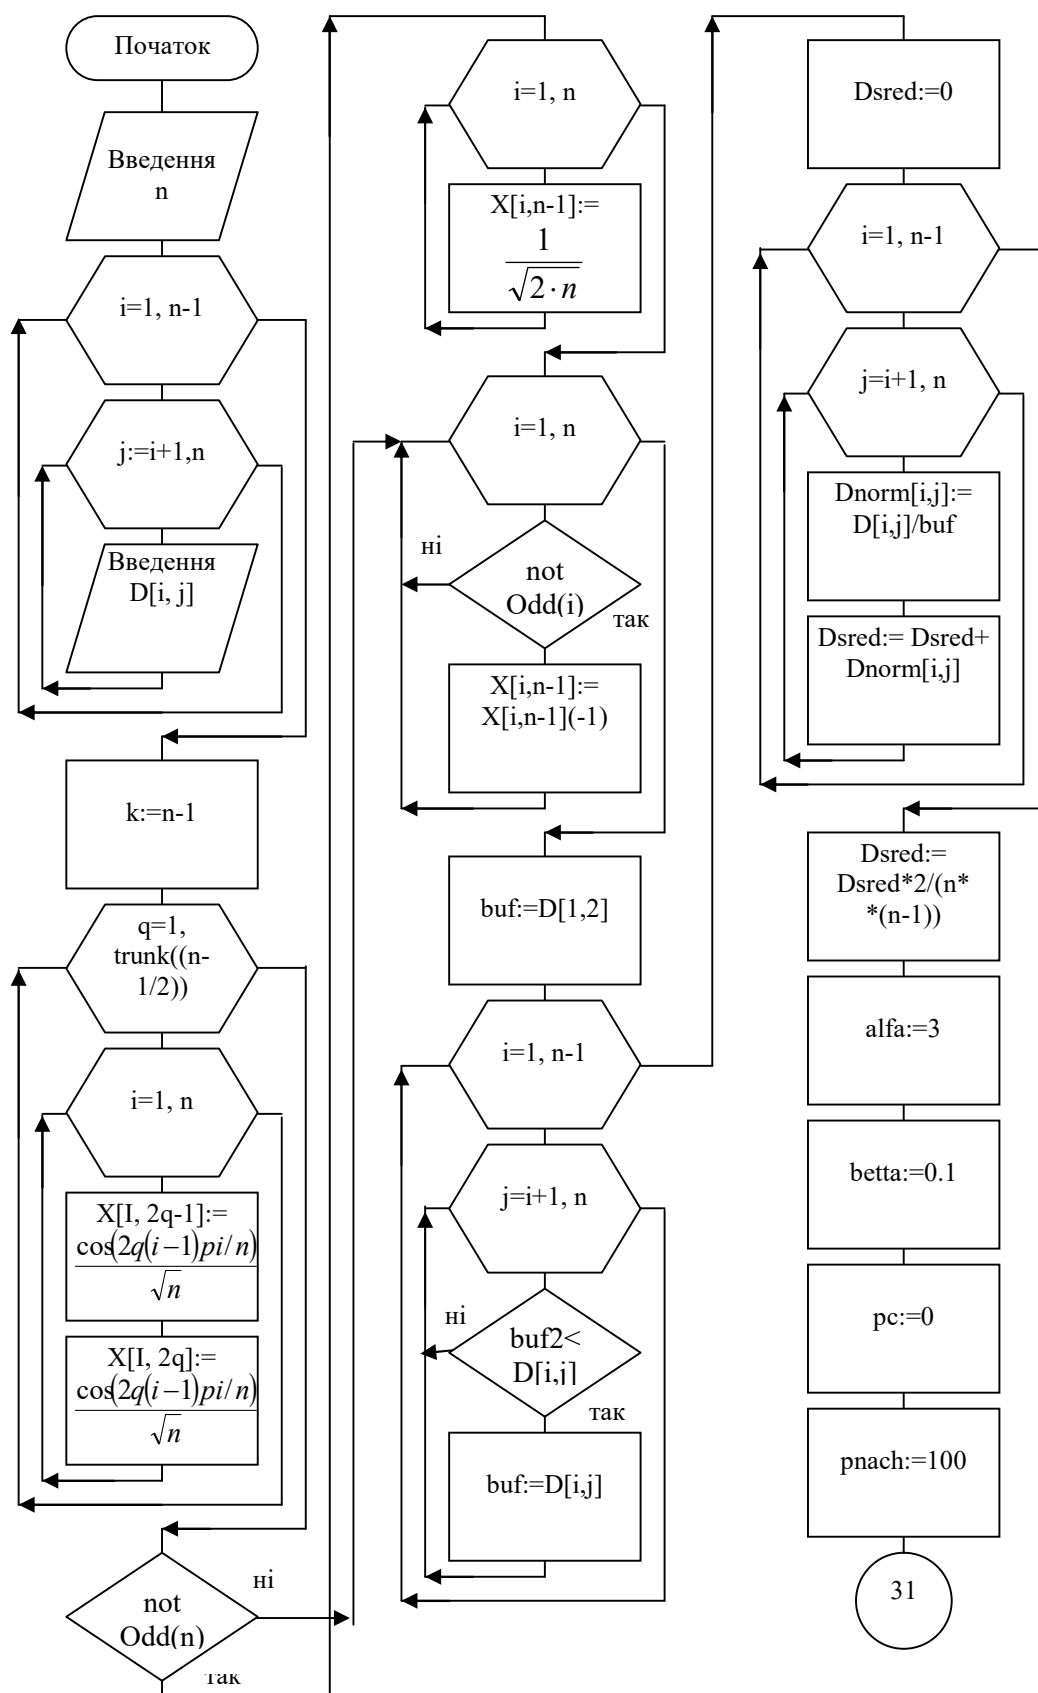 Початок
Введення
n
i=1, n-1
j:=i+1,n
Введення
D[i, j]
k:=n-1
q=1,
trunk((n-
1/2))
i=1, n
X[I, 2q-1]:=
cos(2q(i−1)pi/n)
√n
X[I, 2q]:=
cos(2q(i−1)pi/n)
√n
not
Odd(n)
ні
так
i=1, n
X[i,n-1]:=
1
√2·n
i=1, n
not
Odd(i)
ні
так
X[i,n-1]:=
X[i,n-1](-1)
buf:=D[1,2]
i=1, n-1
j=i+1, n
buf2<
D[i,j]
ні
так
buf:=D[i,j]
Dsred:=0
i=1, n-1
j=i+1, n
Dnorm[i,j]:=
D[i,j]/buf
Dsred:= Dsred+
Dnorm[i,j]
Dsred:=
Dsred*2/(n*
*(n-1))
alfa:=3
betta:=0.1
pc:=0
pnach:=100
31